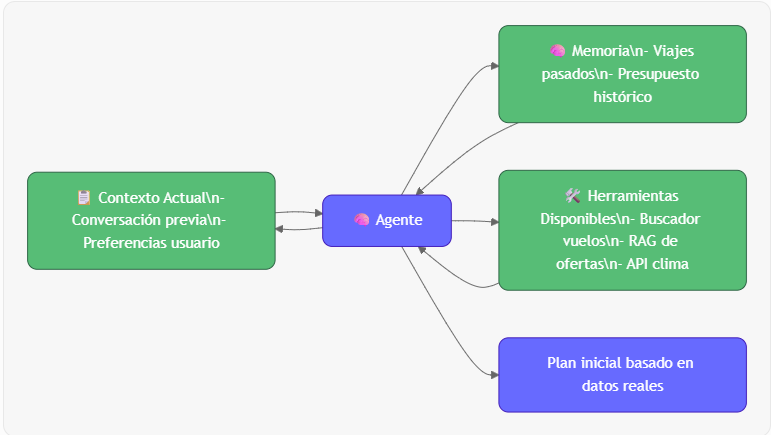 🧠 Memoria\n- Viajes
pasados\n- Presupuesto
histórico
📋 Contexto Actual\n-
Conversación previa\n-
Preferencias usuario
🧠 Agente
🛠️ Herramientas
Disponibles\n- Buscador
vuelos\n- RAG de
ofertas\n- API clima
Plan inicial basado en
datos reales